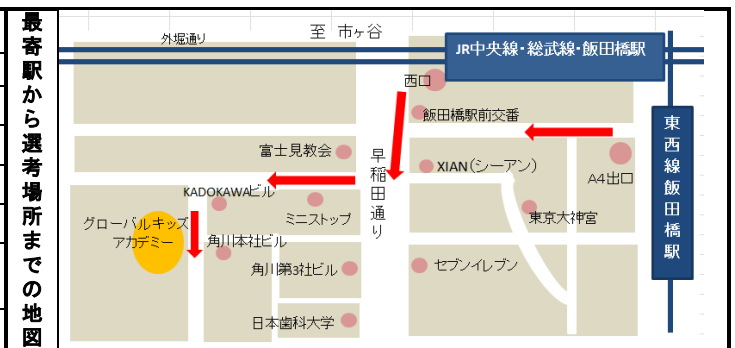 最寄駅から選考場所までの地図
外堀通り
至 市ヶ谷
JR中央線・総武線・飯田橋駅
西口
飯田橋駅前交番
東西線飯田橋駅
富士見教会
早稲田通り
XIAN(シーアン)
A4出口
KADOKAWAビル
ミニストップ
東京大神宮
グローバルキッズ
アカデミー
角川本社ビル
角川第3社ビル
セブンイレブン
日本歯科大学